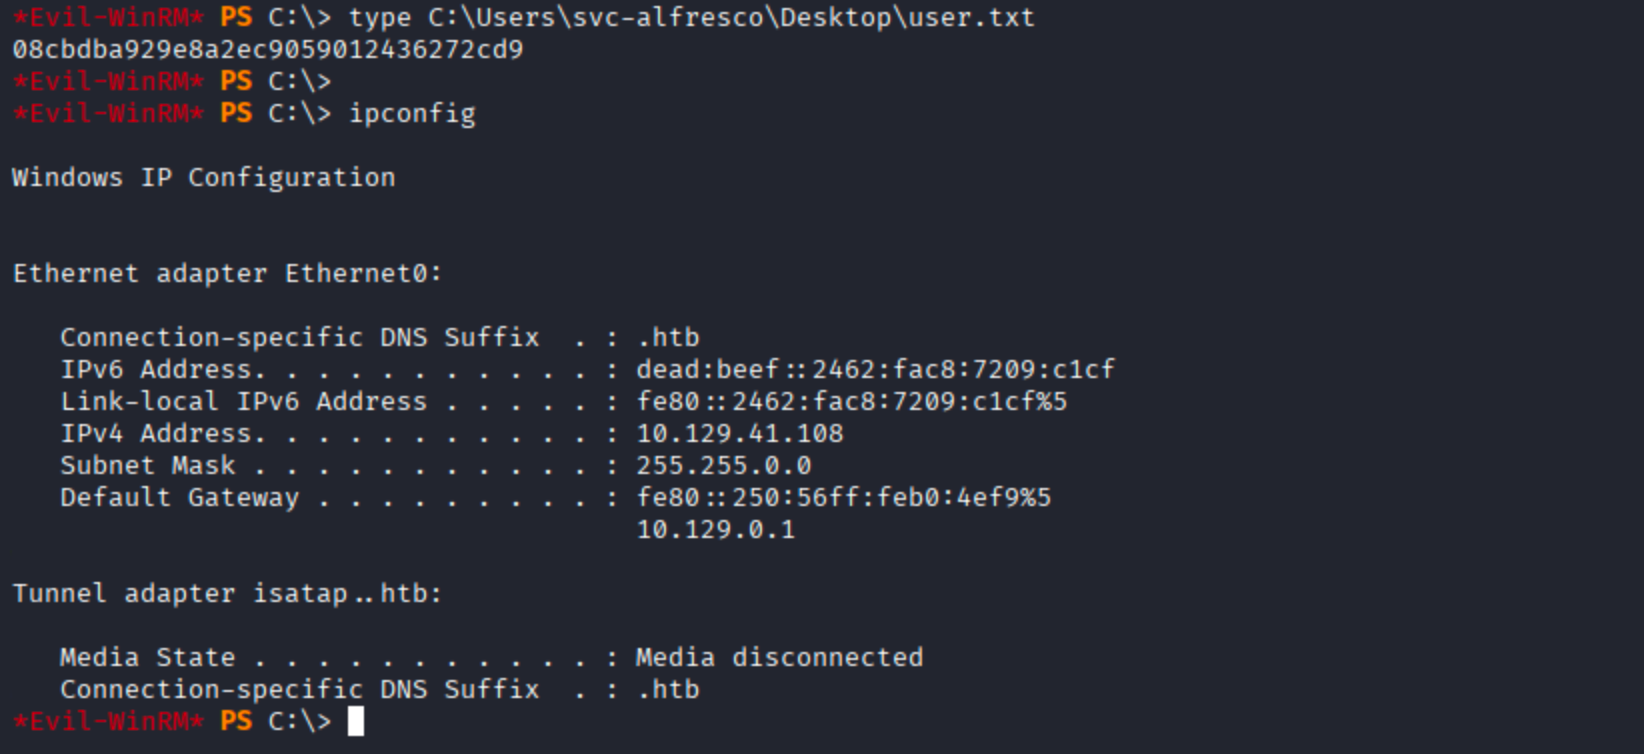 *Evil-WinRM* PS C:\> type C:\Users\svc-alfresco\Desktop\user.txt
08cbdba929e8a2ec9059012436272cd9
*Evil-WinRM* PS C:\>
*Evil-WinRM* PS C:\> ipconfig
Windows IP Configuration
Ethernet adapter Ethernet0:
   Connection-specific DNS Suffix  . : .htb
   IPv6 Address. . . . . . . . . . . : dead:beef::2462:fac8:7209:c1cf
   Link-local IPv6 Address . . . . . : fe80::2462:fac8:7209:c1cf%5
   IPv4 Address. . . . . . . . . . . : 10.129.41.108
   Subnet Mask . . . . . . . . . . . : 255.255.0.0
   Default Gateway . . . . . . . . . : fe80::250:56ff:feb0:4ef9%5
                                       10.129.0.1
Tunnel adapter isatap..htb:
   Media State . . . . . . . . . . . : Media disconnected
   Connection-specific DNS Suffix  . : .htb
*Evil-WinRM* PS C:\>